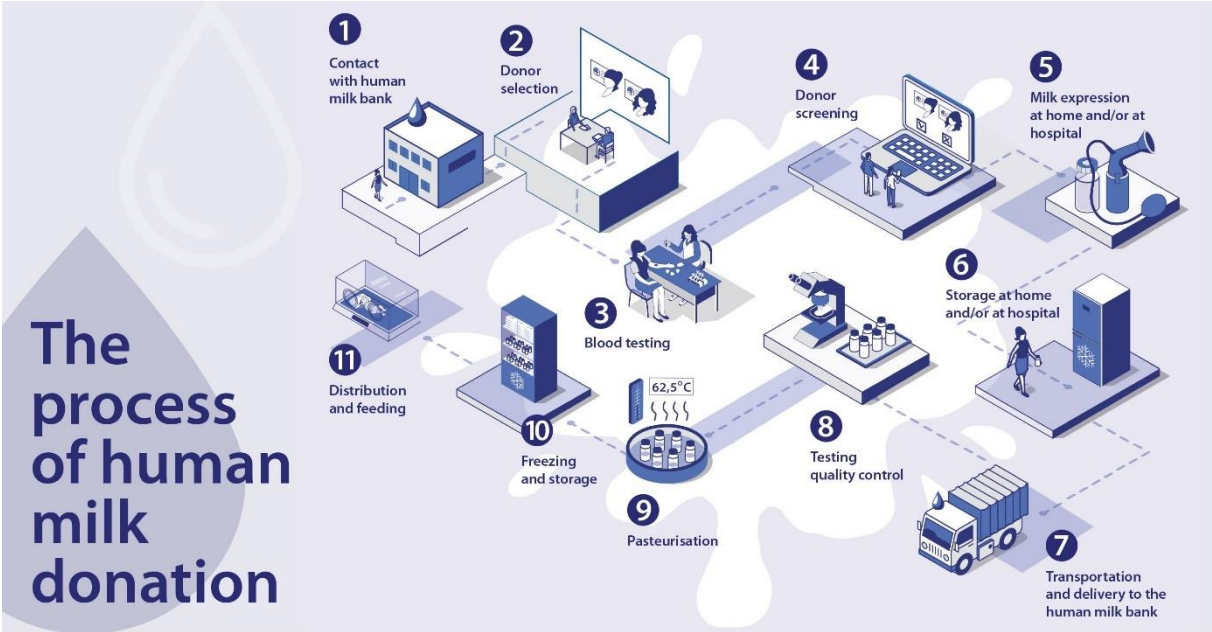 The
process
of human
milk
donation
1
Contact
with human
milk bank
2
Donor
selection
3
Blood testing
4
Donor
screening
5
Milk expression
at home and/or at
hospital
6
Storage at home
and/or at hospital
7
Transportation
and delivery to the
human milk bank
8
Testing
quality control
62,5°C
9
Pasteurisation
10
Freezing
and storage
11
Distribution
and feeding